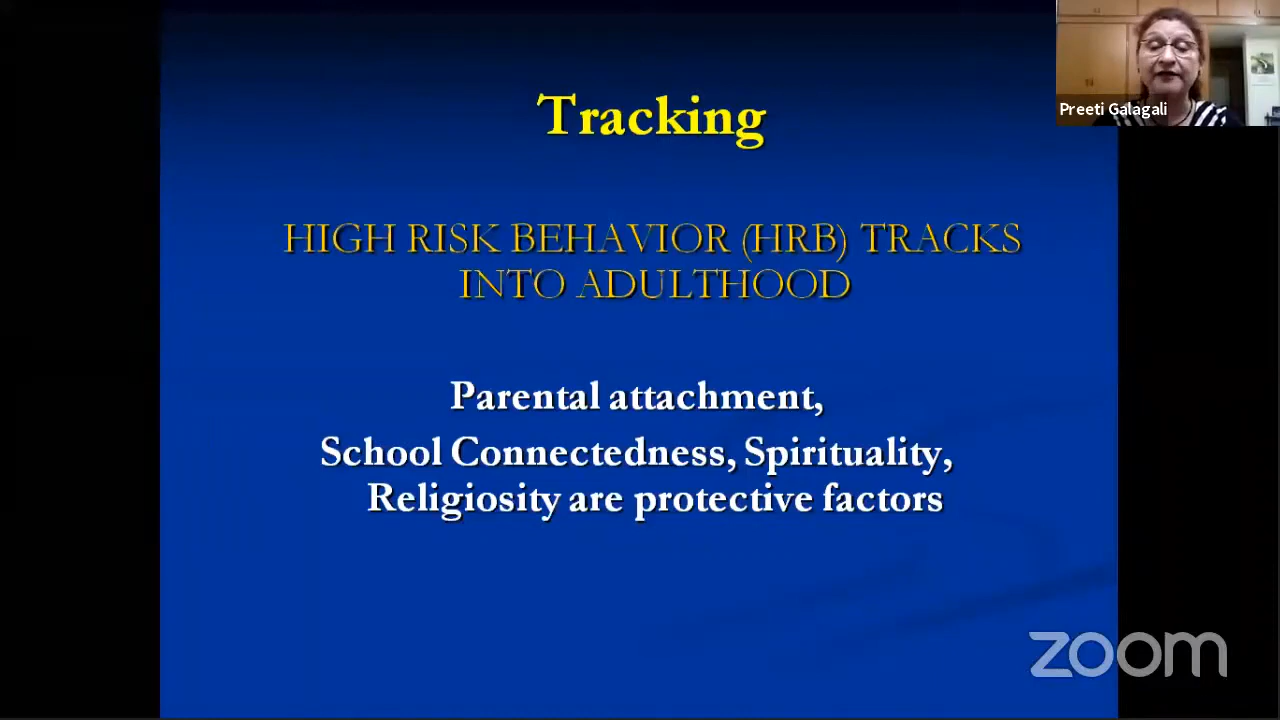 Tracking
Preeti Galagali
HIGH RISK BEHAVIOR (HRB) TRACKS
INTO ADULTHOOD
Parental attachment,
School Connectedness, Spirituality,
Religiosity are protective factors
zoom